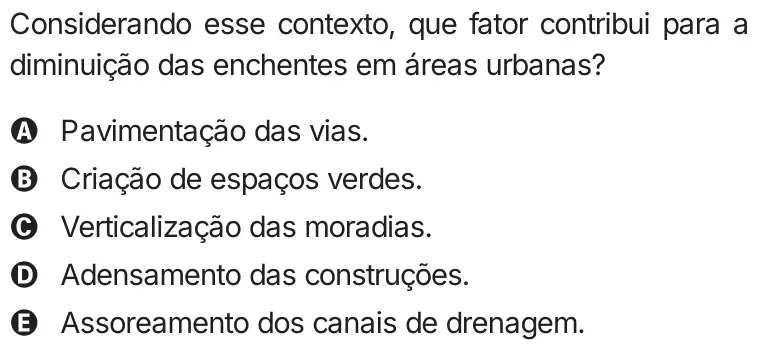 Considerando esse contexto, que fator contribui para a
diminuição das enchentes em áreas urbanas?
A Pavimentação das vias.
B Criação de espaços verdes.
C Verticalização das moradias.
D Adensamento das construções.
E Assoreamento dos canais de drenagem.